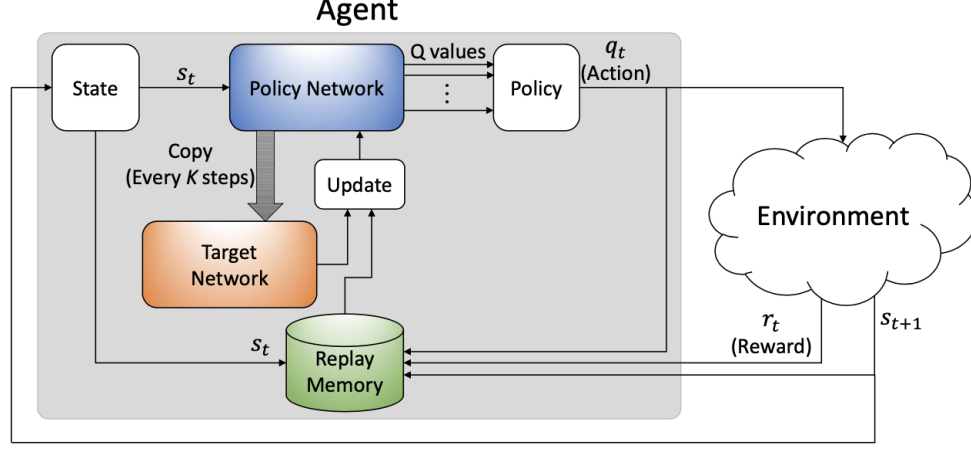 Agent
State
s_t
Policy Network
Q values
⋮
Policy
q_t
(Action)
Copy
(Every K steps)
Update
Target
Network
Environment
s_t
Replay
Memory
r_t
(Reward)
s_{t+1}